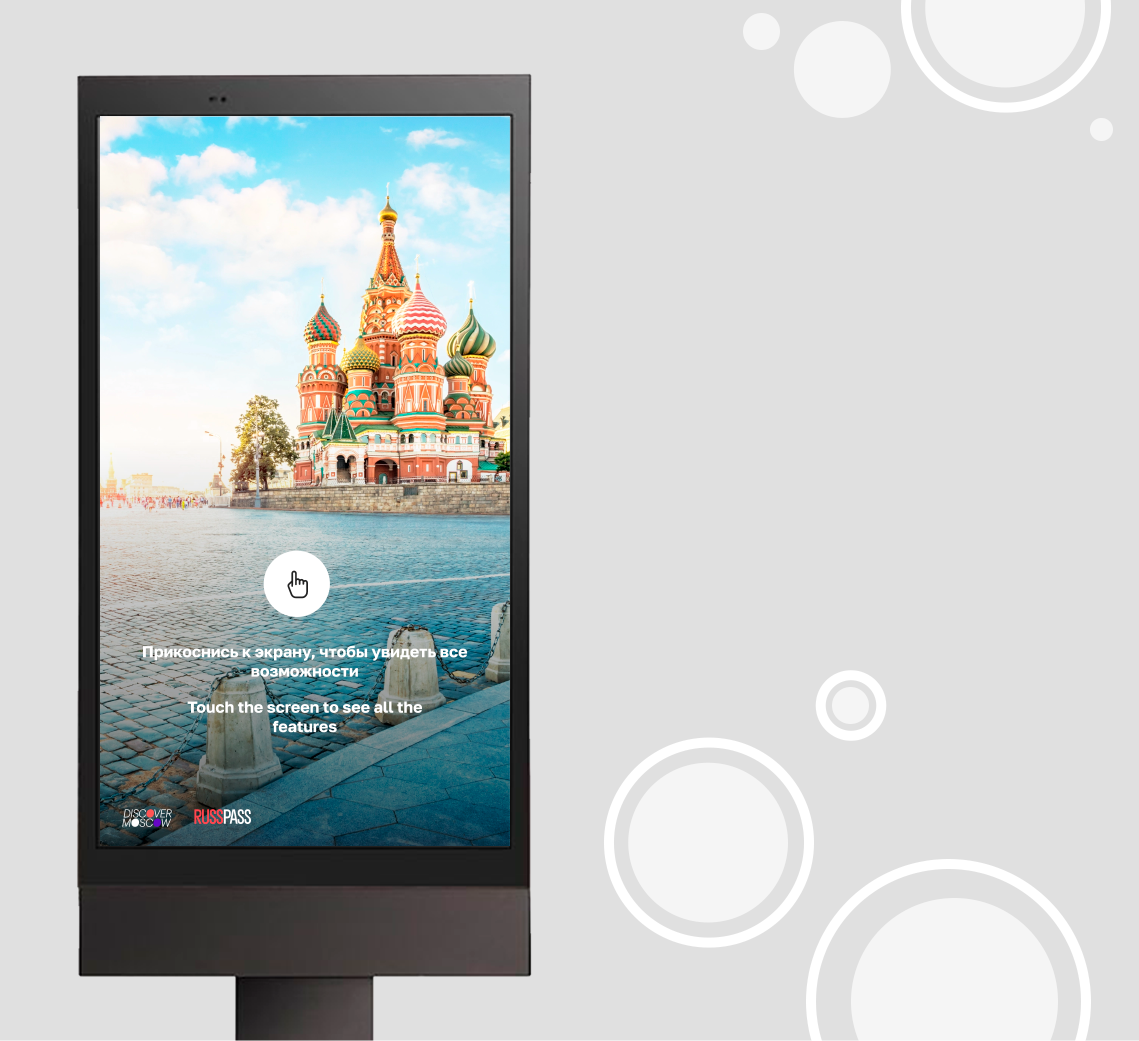 Прикоснись к экрану, чтобы увидеть все
возможности
Touch the screen to see all the
features
DISCOVER
MOSCOW
RUSSPASS